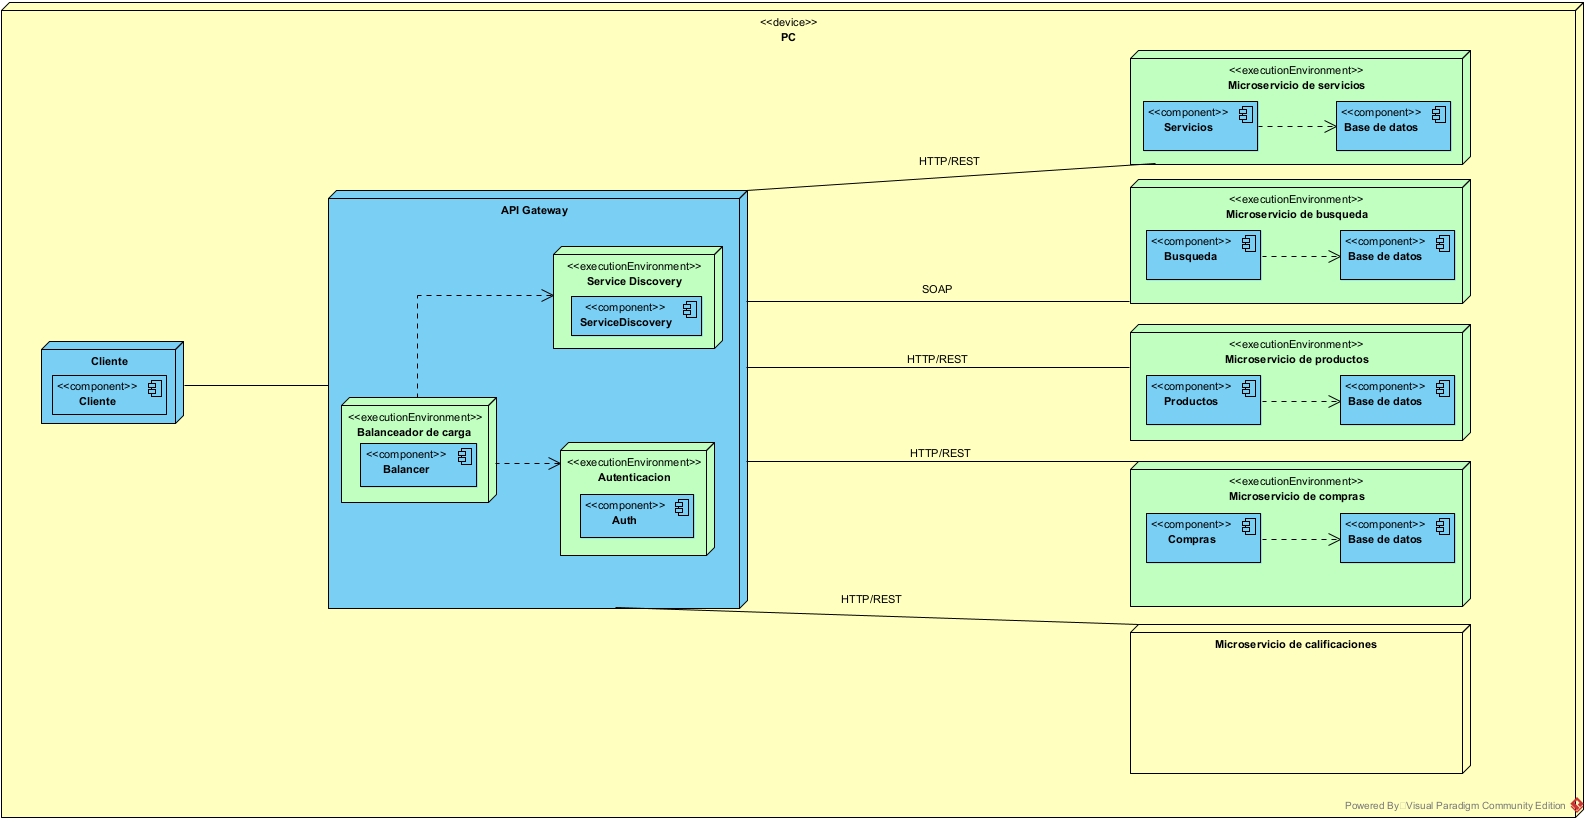 <<device>>
PC
<<executionEnvironment>>
Microservicio de servicios
<<component>>
Servicios
<<component>>
Base de datos
HTTP/REST
<<executionEnvironment>>
Microservicio de busqueda
<<component>>
Busqueda
<<component>>
Base de datos
API Gateway
<<executionEnvironment>>
Service Discovery
<<component>>
ServiceDiscovery
SOAP
<<executionEnvironment>>
Microservicio de productos
<<component>>
Productos
<<component>>
Base de datos
HTTP/REST
Cliente
<<component>>
Cliente
<<executionEnvironment>>
Balanceador de carga
<<component>>
Balancer
<<executionEnvironment>>
Autenticacion
<<component>>
Auth
HTTP/REST
<<executionEnvironment>>
Microservicio de compras
<<component>>
Compras
<<component>>
Base de datos
HTTP/REST
Microservicio de calificaciones
Powered By Visual Paradigm Community Edition